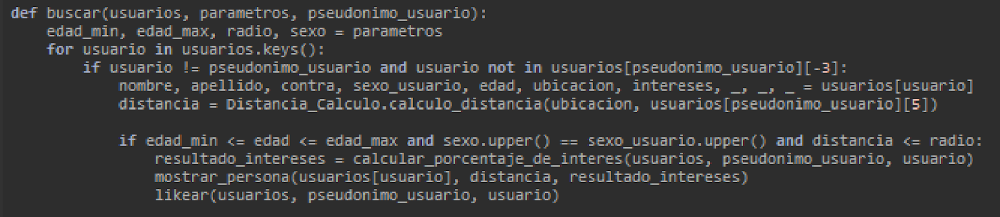 def buscar(usuarios, parametros, pseudonimo_usuario):
    edad_min, edad_max, radio, sexo = parametros
    for usuario in usuarios.keys():
        if usuario != pseudonimo_usuario and usuario not in usuarios[pseudonimo_usuario][-3]:
            nombre, apellido, contra, sexo_usuario, edad, ubicacion, intereses, _, _, _ = usuarios[usuario]
            distancia = Distancia_Calculo.calculo_distancia(ubicacion, usuarios[pseudonimo_usuario][5])
            if edad_min <= edad <= edad_max and sexo.upper() == sexo_usuario.upper() and distancia <= radio:
                resultado_intereses = calcular_porcentaje_de_interes(usuarios, pseudonimo_usuario, usuario)
                mostrar_persona(usuarios[usuario], distancia, resultado_intereses)
                likear(usuarios, pseudonimo_usuario, usuario)